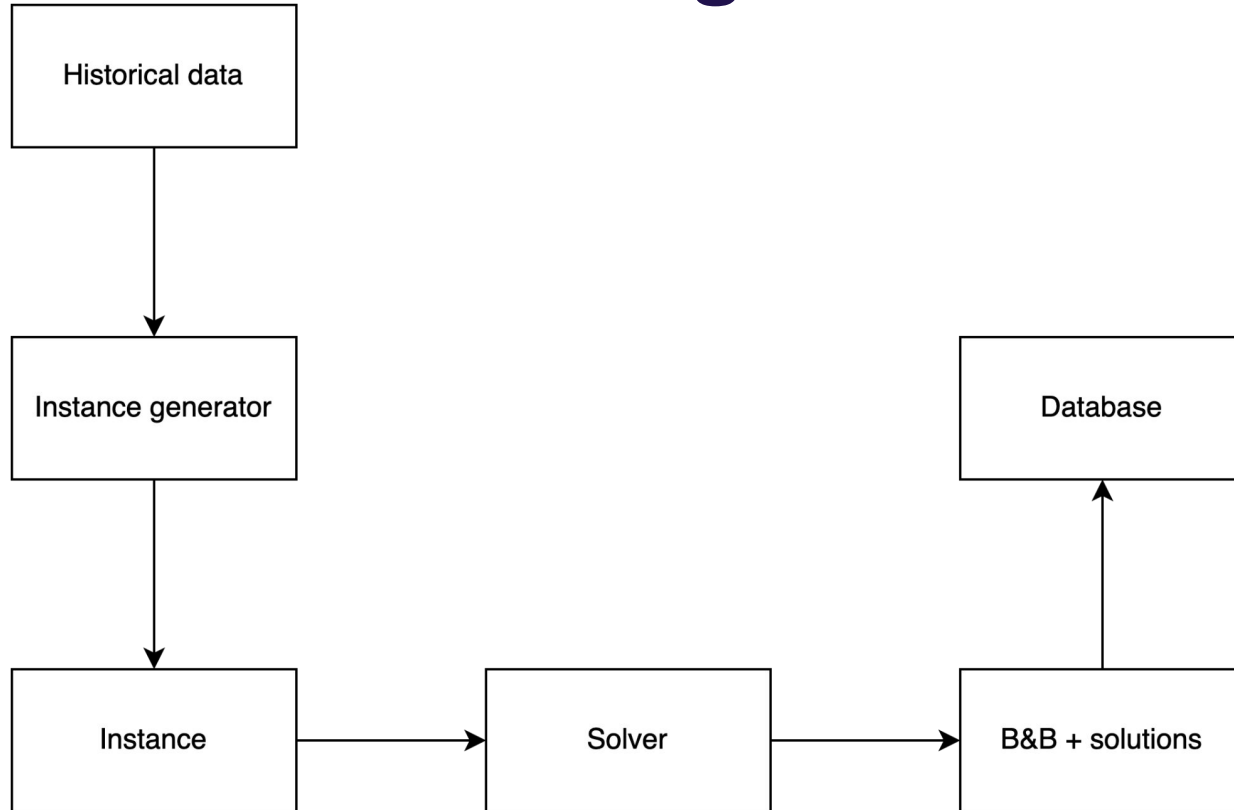 Historical data
Instance generator
Database
Instance
Solver
B&B + solutions